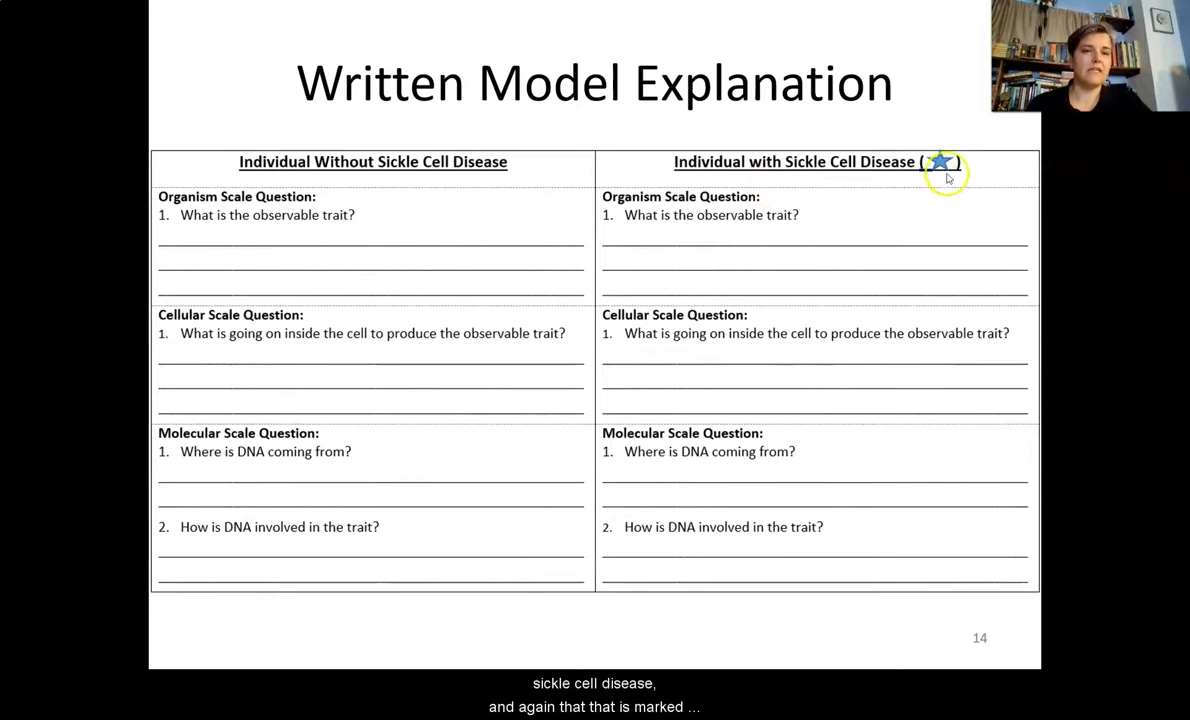 Written Model Explanation
Individual Without Sickle Cell Disease
Organism Scale Question:
1. What is the observable trait?
Cellular Scale Question:
1. What is going on inside the cell to produce the observable trait?
Molecular Scale Question:
1. Where is DNA coming from?
2. How is DNA involved in the trait?
Individual with Sickle Cell Disease ( )
Organism Scale Question:
1. What is the observable trait?
Cellular Scale Question:
1. What is going on inside the cell to produce the observable trait?
Molecular Scale Question:
1. Where is DNA coming from?
2. How is DNA involved in the trait?
14
sickle cell disease,
and again that that is marked ...